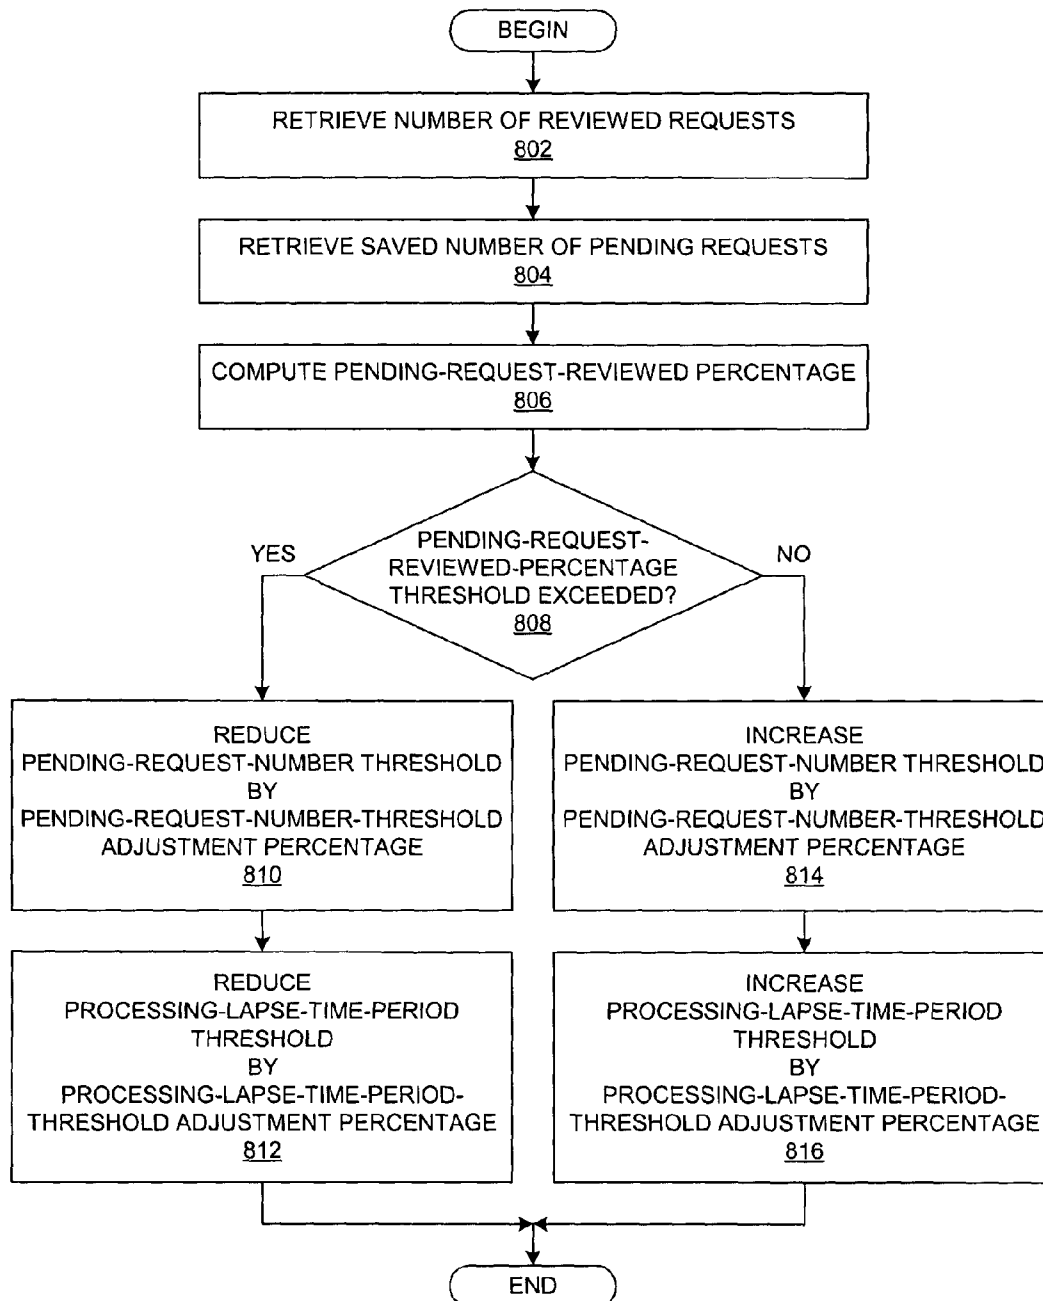 BEGIN
RETRIEVE NUMBER OF REVIEWED REQUESTS
802
RETRIEVE SAVED NUMBER OF PENDING REQUESTS
804
COMPUTE PENDING-REQUEST-REVIEWED PERCENTAGE
806
PENDING-REQUEST-
REVIEWED-PERCENTAGE
THRESHOLD EXCEEDED?
808
YES
NO
REDUCE
PENDING-REQUEST-NUMBER THRESHOLD
BY
PENDING-REQUEST-NUMBER-THRESHOLD
ADJUSTMENT PERCENTAGE
810
INCREASE
PENDING-REQUEST-NUMBER THRESHOLD
BY
PENDING-REQUEST-NUMBER-THRESHOLD
ADJUSTMENT PERCENTAGE
814
REDUCE
PROCESSING-LAPSE-TIME-PERIOD
THRESHOLD
BY
PROCESSING-LAPSE-TIME-PERIOD-
THRESHOLD ADJUSTMENT PERCENTAGE
812
INCREASE
PROCESSING-LAPSE-TIME-PERIOD
THRESHOLD
BY
PROCESSING-LAPSE-TIME-PERIOD-
THRESHOLD ADJUSTMENT PERCENTAGE
816
END